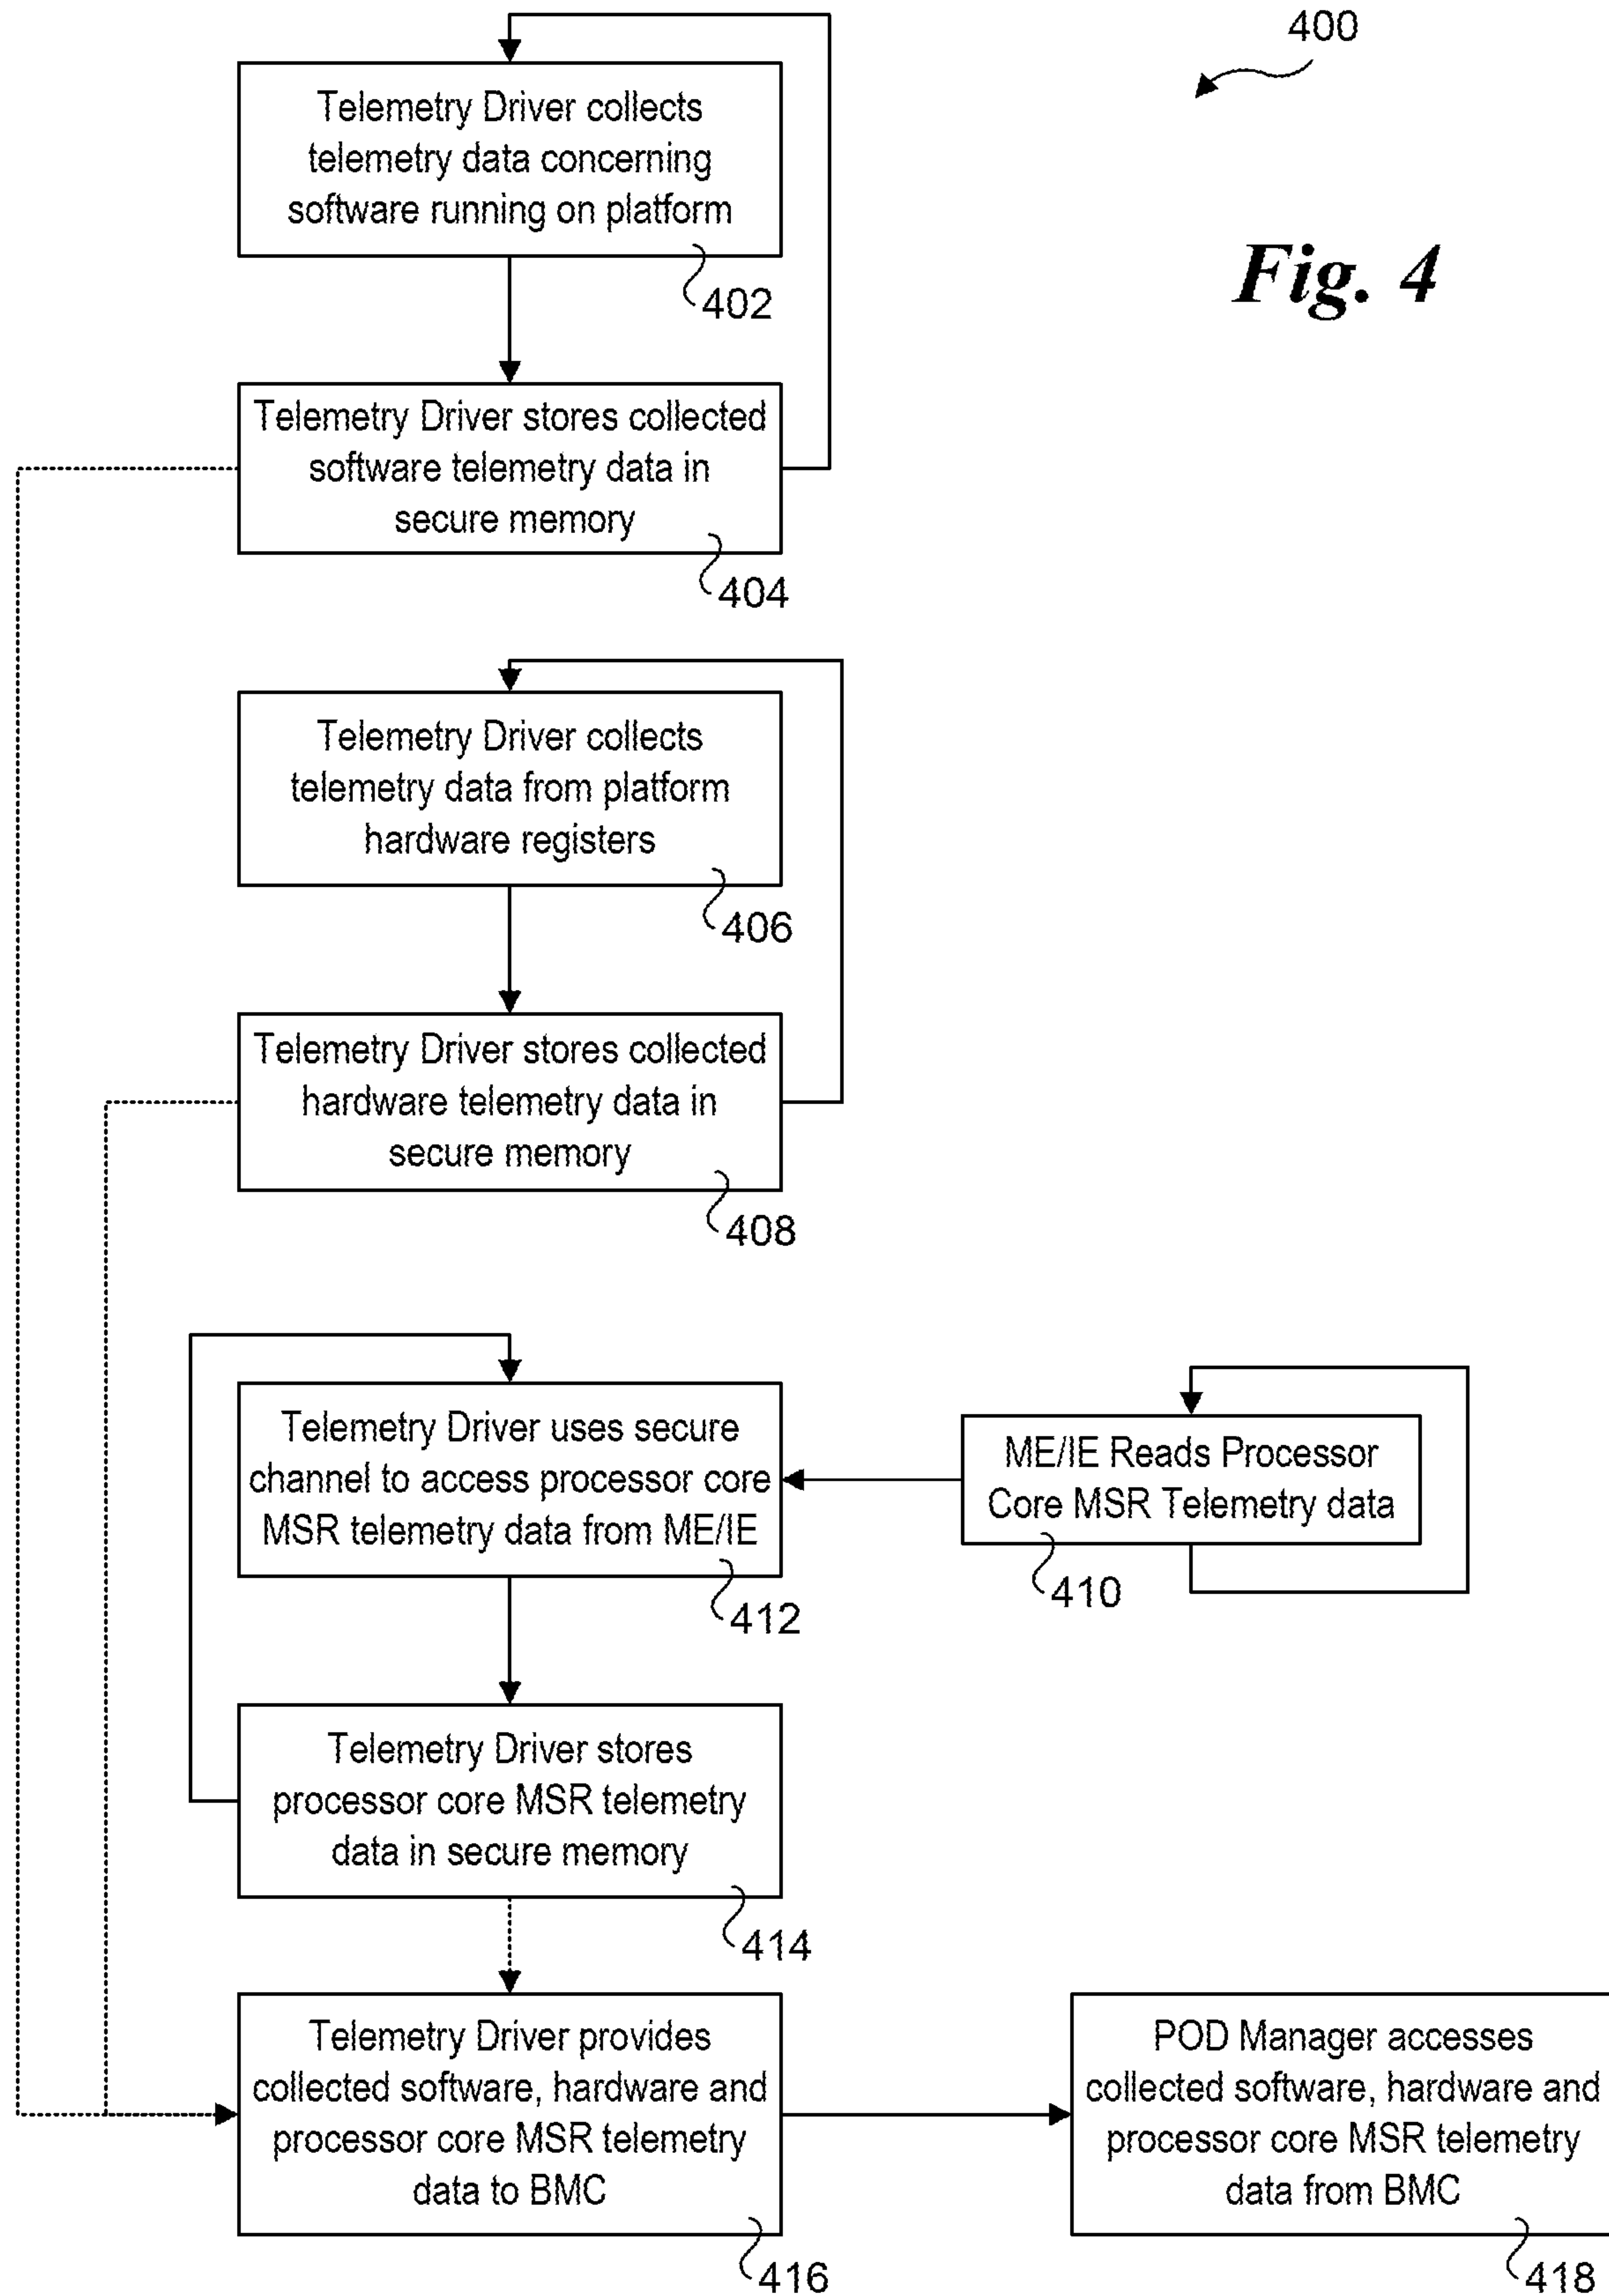 400
Fig. 4
Telemetry Driver collects
telemetry data concerning
software running on platform
402
Telemetry Driver stores collected
software telemetry data in
secure memory
404
Telemetry Driver collects
telemetry data from platform
hardware registers
406
Telemetry Driver stores collected
hardware telemetry data in
secure memory
408
Telemetry Driver uses secure
channel to access processor core
MSR telemetry data from ME/IE
412
ME/IE Reads Processor
Core MSR Telemetry data
410
Telemetry Driver stores
processor core MSR telemetry
data in secure memory
414
Telemetry Driver provides
collected software, hardware and
processor core MSR telemetry
data to BMC
416
POD Manager accesses
collected software, hardware and
processor core MSR telemetry
data from BMC
418